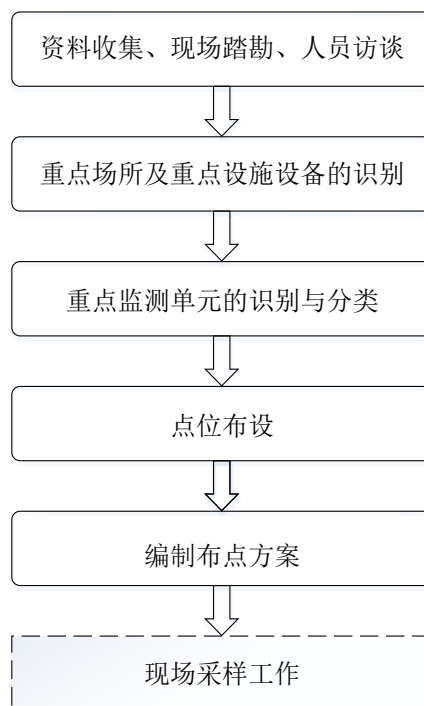 资料收集、现场踏勘、人员访谈
重点场所及重点设施设备的识别
重点监测单元的识别与分类
点位布设
编制布点方案
现场采样工作